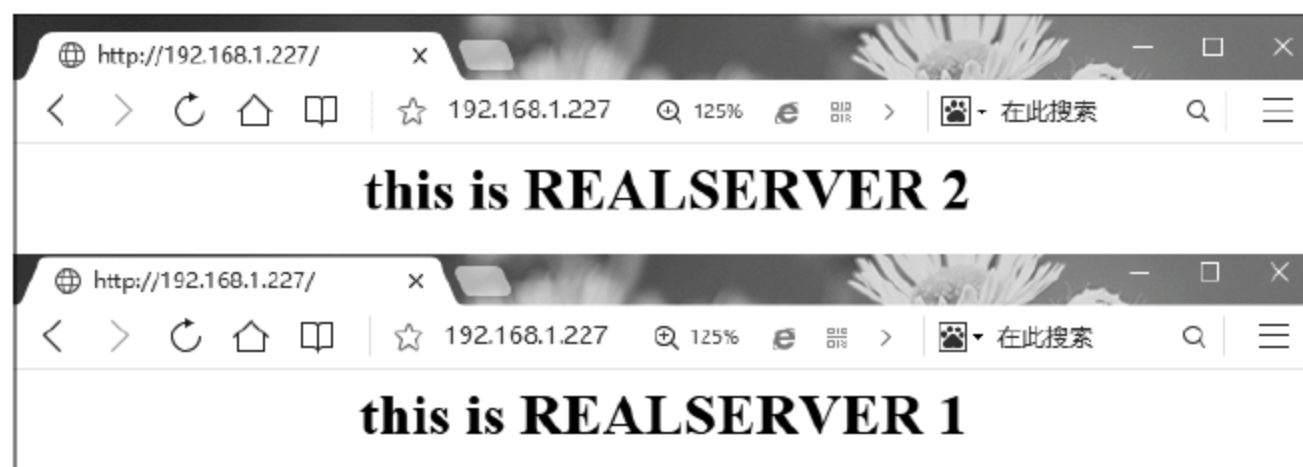 http://192.168.1.227/
192.168.1.227 125% 在此搜索
this is REALSERVER 2
http://192.168.1.227/
192.168.1.227 125% 在此搜索
this is REALSERVER 1